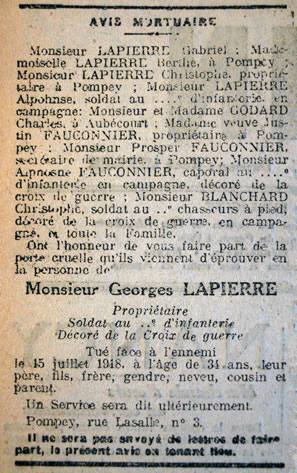 AVIS MORTUAIRE
Monsieur LAPIERRE Gabriel ; Made-
moiselle LAPIERRE Berthe, à Pompey ;
Monsieur LAPIERRE Christophe, proprié-
taire à Pompey ; Monsieur LAPIERRE
Alpohnse, soldat au ....e d'infanterie, en
campagne; Monsieur et Madame GODARD
Charles, à Aubécourt ; Madame veuve Jus-
tin FAUCONNIER, propriétaire à Pom-
pey ; Monsieur Prosper FAUCONNIER,
secrétaire de mairie, à Pompey; Monsieur
Alphonse FAUCONNIER, caporal au ....e
d'infanterie en campagne, décoré de la
croix de guerre ; Monsieur BLANCHARD
Christophe, soldat au ..e chasseurs à pied,
décoré de la croix de guerre, en campa-
gne, et toute la Famille.
Ont l'honneur de vous faire part de la
perte cruelle qu'ils viennent d'éprouver en
la personne de
Monsieur Georges LAPIERRE
Propriétaire
Soldat au ..e d'infanterie
Décoré de la Croix de guerre
Tué face à l'ennemi
le 15 juillet 1918, à l'âge de 34 ans, leur
père, fils, frère, gendre, neveu, cousin et
parent.
Un Service sera dit ultérieurement.
Pompey, rue Lasalle, n° 3.
Il ne sera pas envoyé de lettres de faire
part, le présent avis en tenant lieu.